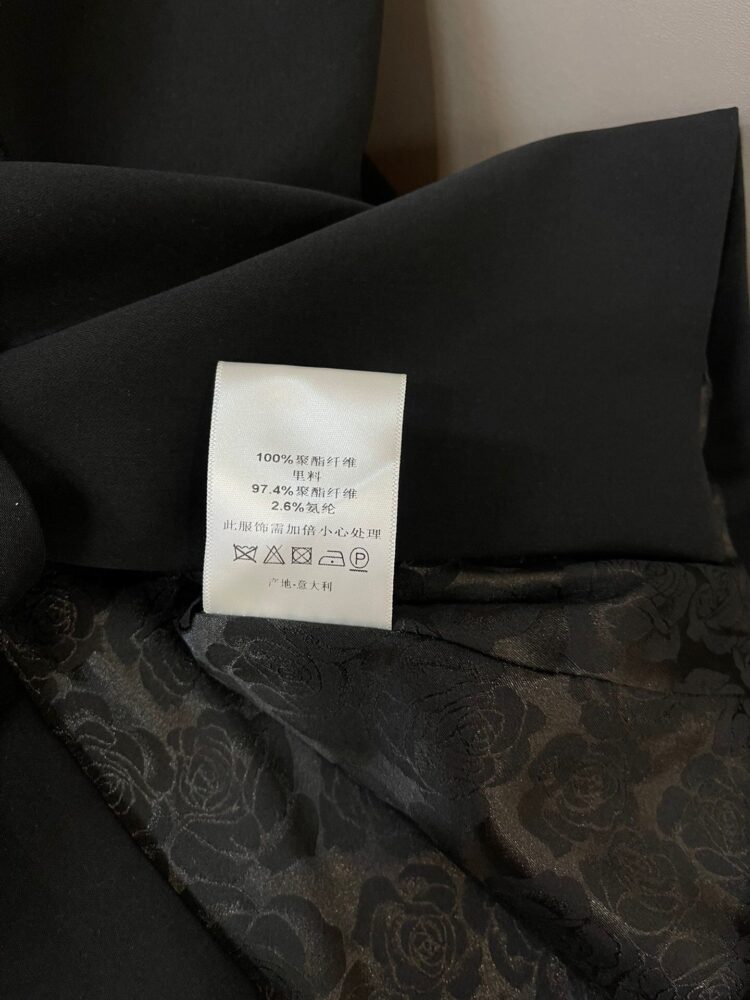 100%聚酯纤维
里料
97.4%聚酯纤维
2.6%氨纶
此服饰需加倍小心处理
P
产地-意大利